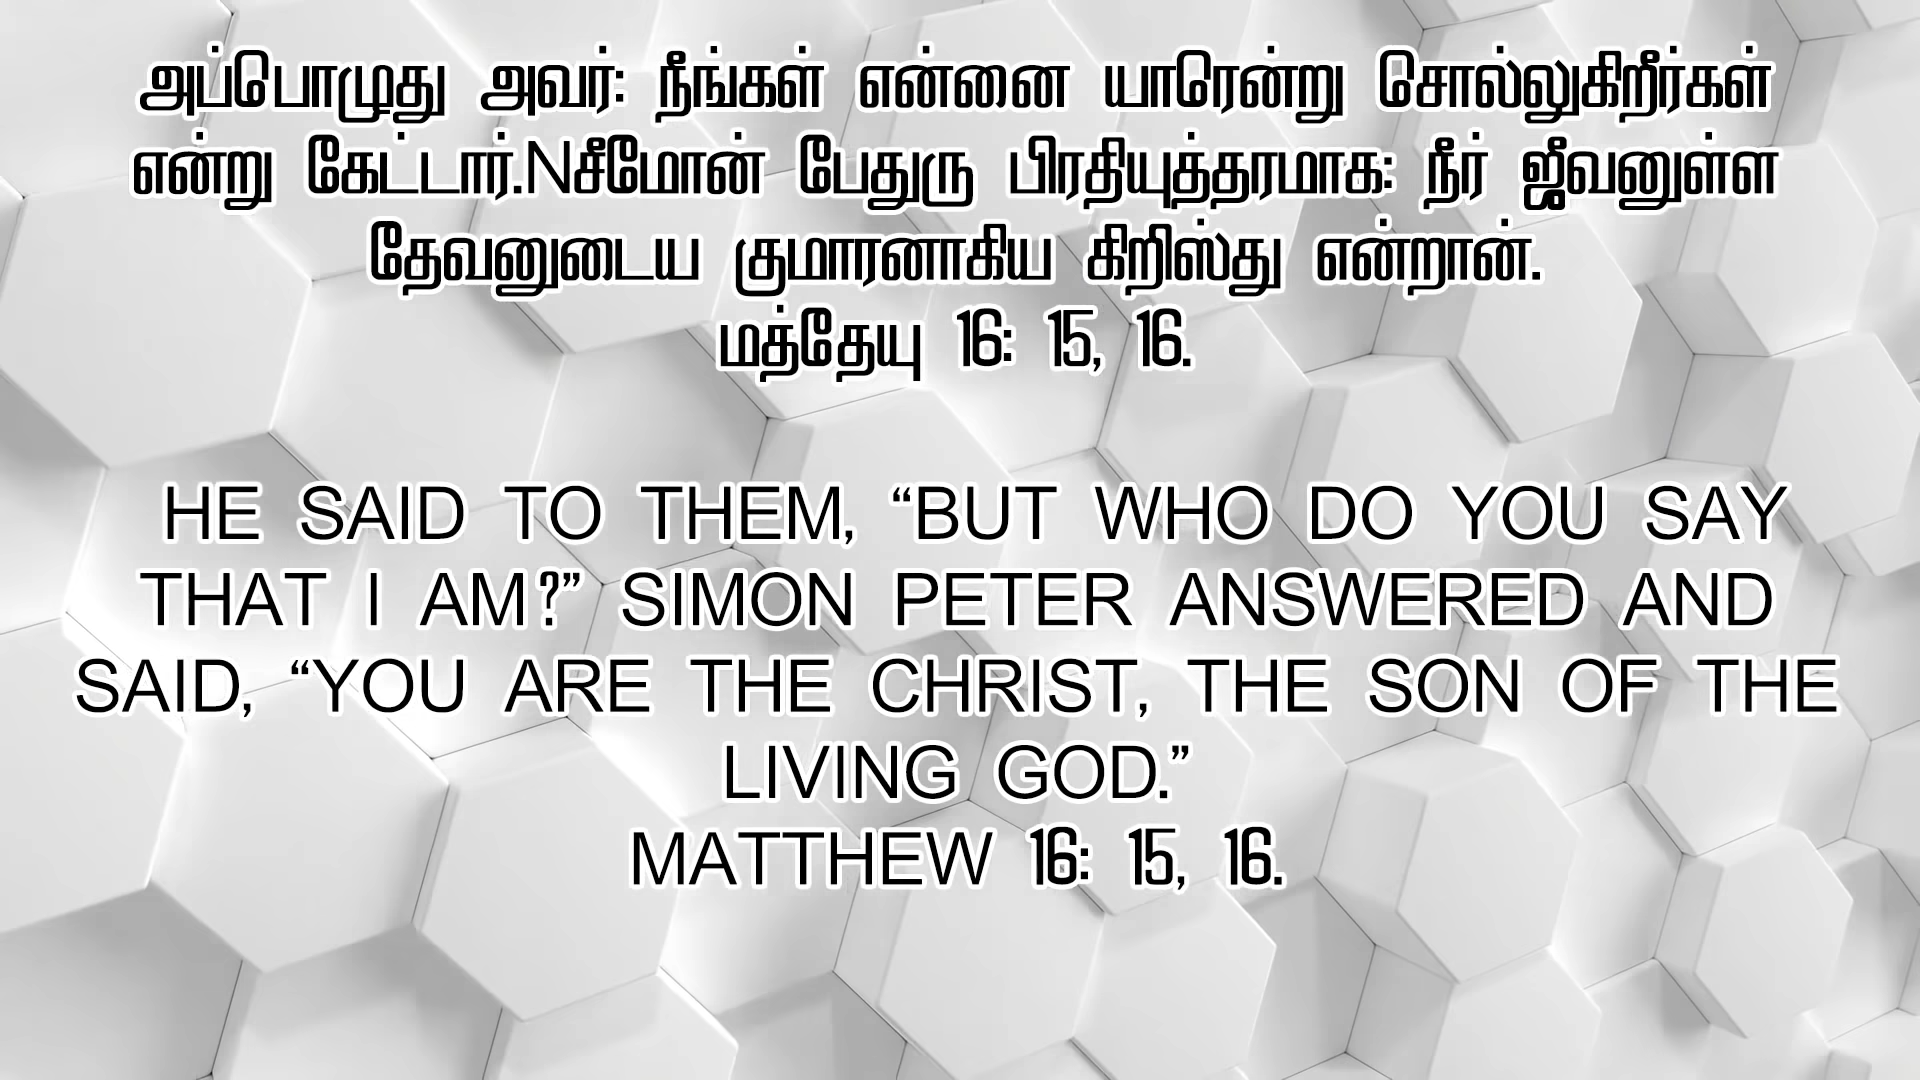 அப்பொழுது அவர்: நீங்கள் என்னை யாரென்று சொல்லுகிறீர்கள்
என்று கேட்டார்.Nசீமோன் பேதுரு பிரதியுத்தரமாக: நீர் ஜீவனுள்ள
தேவனுடைய குமாரனாகிய கிறிஸ்து என்றான்.
மத்தேயு 16: 15, 16.
HE SAID TO THEM, “BUT WHO DO YOU SAY
THAT I AM?” SIMON PETER ANSWERED AND
SAID, “YOU ARE THE CHRIST, THE SON OF THE
LIVING GOD.”
MATTHEW 16: 15, 16.